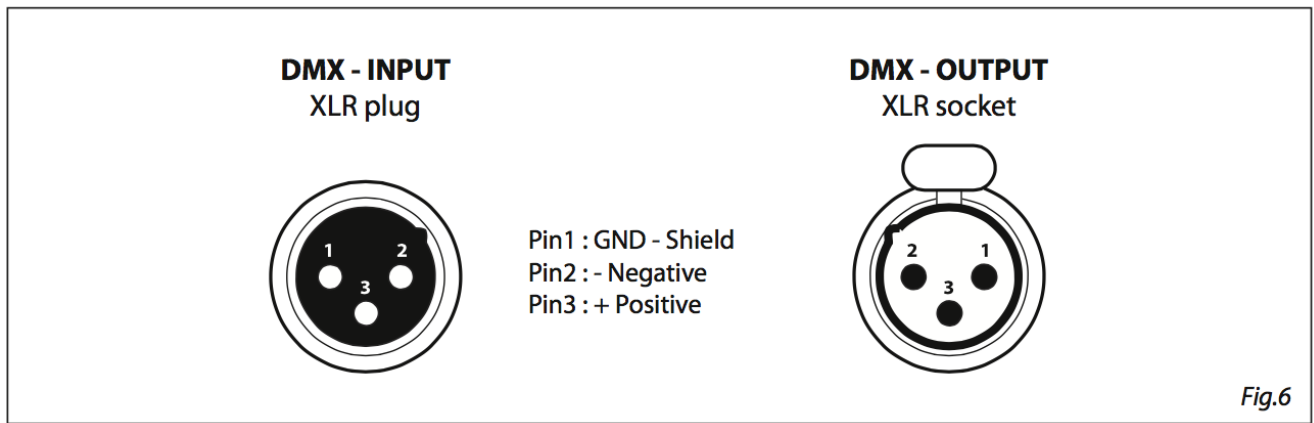 DMX - INPUT
XLR plug
DMX - OUTPUT
XLR socket
1
2
3
Pin1 : GND - Shield
Pin2 : - Negative
Pin3 : + Positive
2
1
3
Fig.6